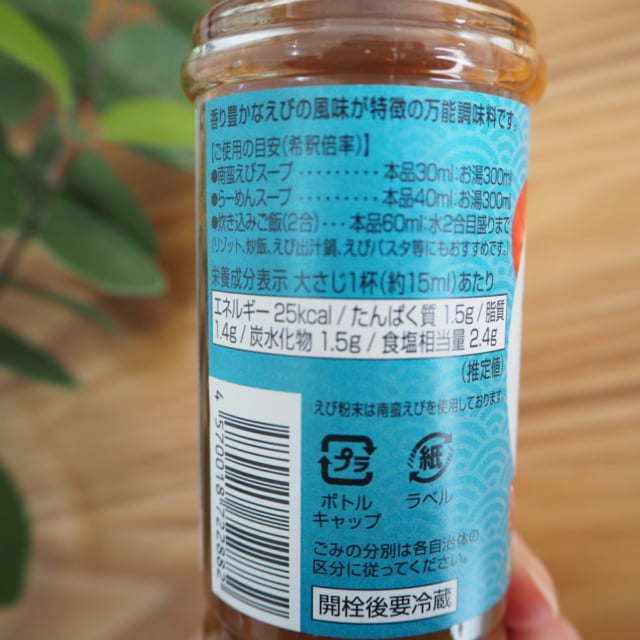 香り豊かなえびの風味が特徴の万能調味料です。
【ご使用の目安(希釈倍率)】
●南蛮えびスープ‥‥‥‥本品30ml:お湯300ml
●らーめんスープ‥‥‥‥本品40ml:お湯300ml
●炊き込みご飯(2合)‥‥本品60ml:水2合目盛りまで
(リゾット、炒飯、えび出汁鍋、えびパスタ等にもおすすめです。)
栄養成分表示 大さじ1杯(約15ml)あたり
エネルギー 25kcal / たんぱく質 1.5g / 脂質
1.4g / 炭水化物 1.5g / 食塩相当量 2.4g
(推定値)
えび粉末は南蛮えびを使用しております。
プラ
紙
ボトル
キャップ
ラベル
ごみの分別は各自治体の
区分に従ってください。
開栓後要冷蔵
4570018722882